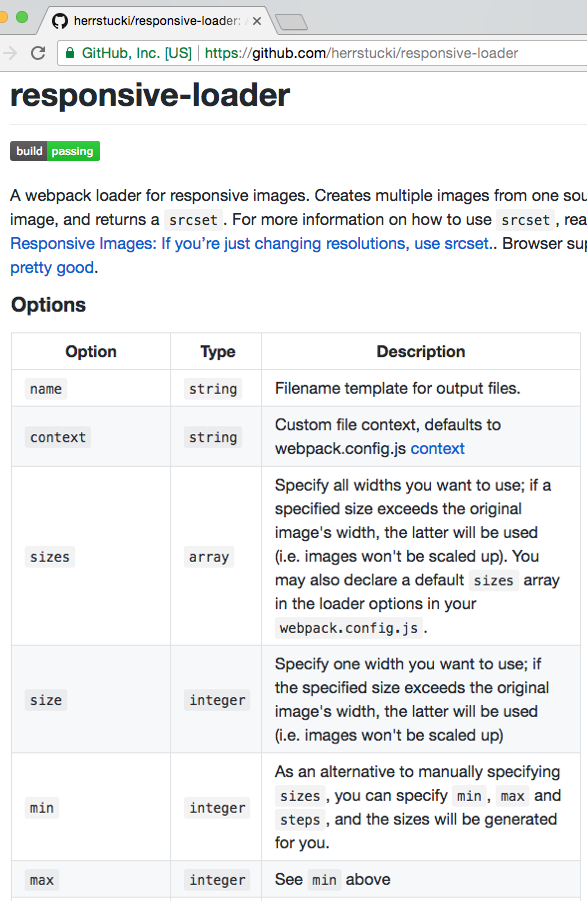 herrstucki/responsive-loader:
GitHub, Inc. [US] | https://github.com/herrstucki/responsive-loader
responsive-loader
build passing
A webpack loader for responsive images. Creates multiple images from one
image, and returns a srcset. For more information on how to use srcset,
Responsive Images: If you’re just changing resolutions, use srcset.. Browser
pretty good.
Options
Option Type Description
name string Filename template for output files.
context string Custom file context, defaults to
webpack.config.js context
sizes array Specify all widths you want to use; if a
specified size exceeds the original
image's width, the latter will be used
(i.e. images won't be scaled up). You
may also declare a default sizes array
in the loader options in your
webpack.config.js.
size integer Specify one width you want to use; if
the specified size exceeds the original
image's width, the latter will be used
(i.e. images won't be scaled up)
min integer As an alternative to manually specifying
sizes, you can specify min, max and
steps, and the sizes will be generated
for you.
max integer See min above